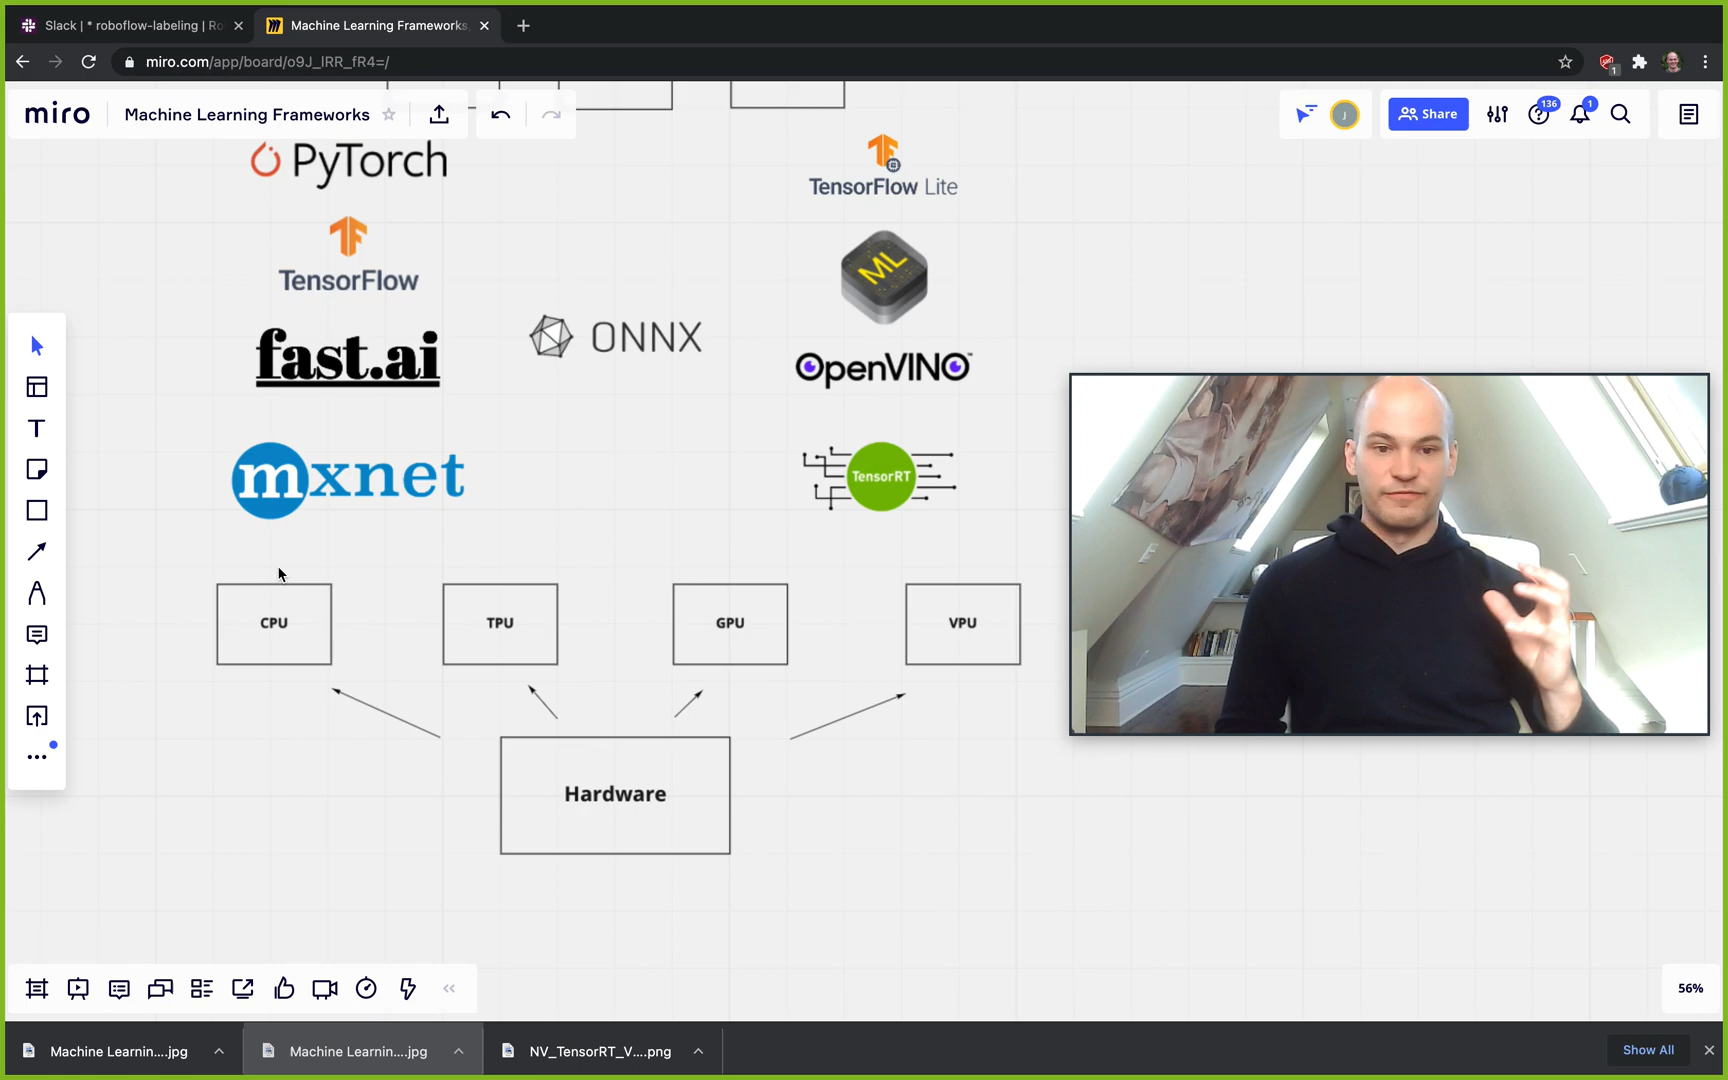 Slack | * roboflow-labeling | Ro
Machine Learning Frameworks,
miro.com/app/board/o9J_lRR_fR4=/
1
miro
Machine Learning Frameworks
J
Share
136
1
PyTorch
TensorFlow Lite
TensorFlow
ML
ONNX
fast.ai
OpenVINO™
mxnet
TensorRT
CPU
TPU
GPU
VPU
Hardware
56%
Machine Learnin....jpg
Machine Learnin....jpg
NV_TensorRT_V....png
Show All